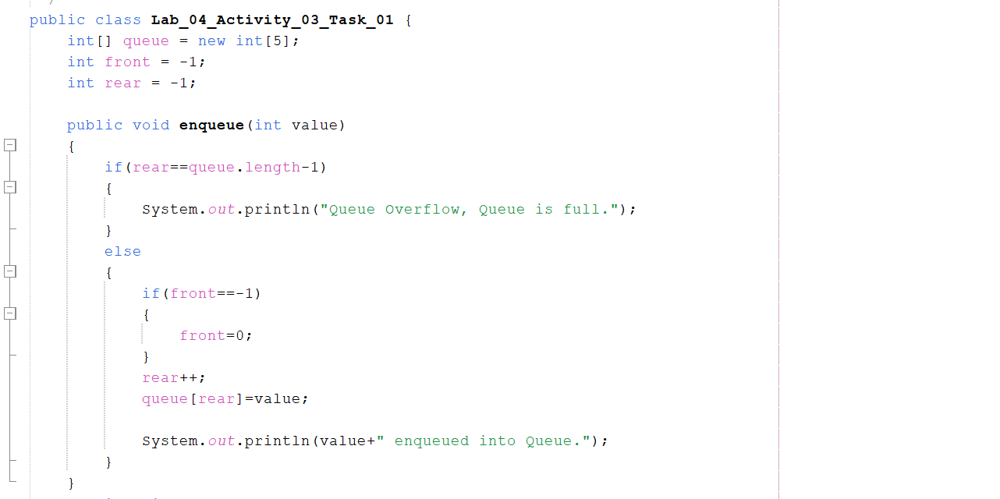 public class Lab_04_Activity_03_Task_01 {
int[] queue = new int[5];
int front = -1;
int rear = -1;
public void enqueue(int value)
{
if(rear==queue.length-1)
{
System.out.println("Queue Overflow, Queue is full.");
}
else
{
if(front==-1)
{
front=0;
}
rear++;
queue[rear]=value;
System.out.println(value+" enqueued into Queue.");
}
}